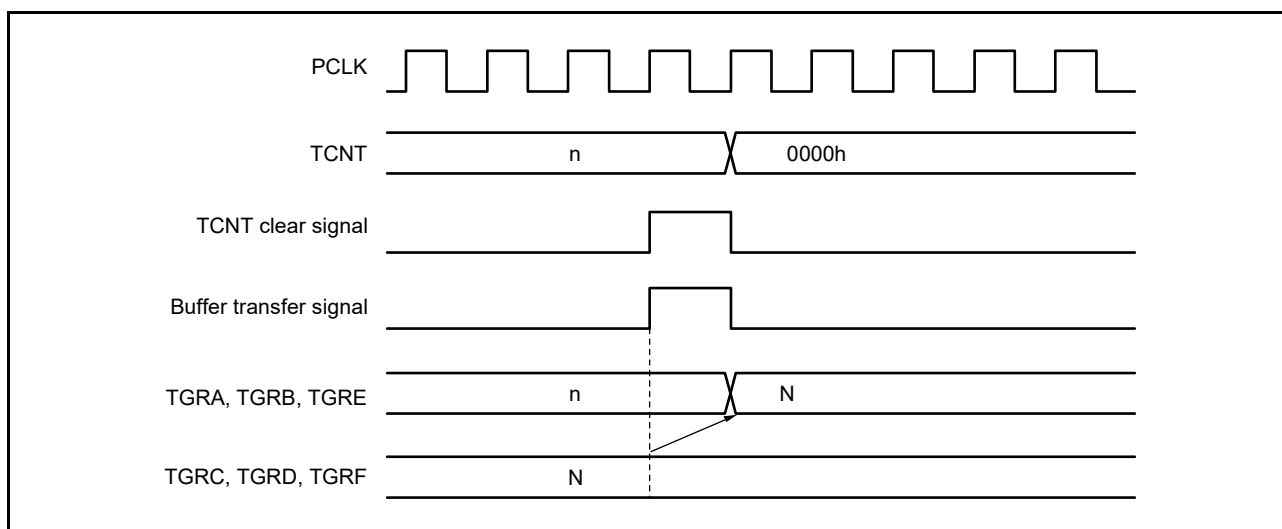 PCLK
TCNT n 0000h
TCNT clear signal
Buffer transfer signal
TGRA, TGRB, TGRE n N
TGRC, TGRD, TGRF N